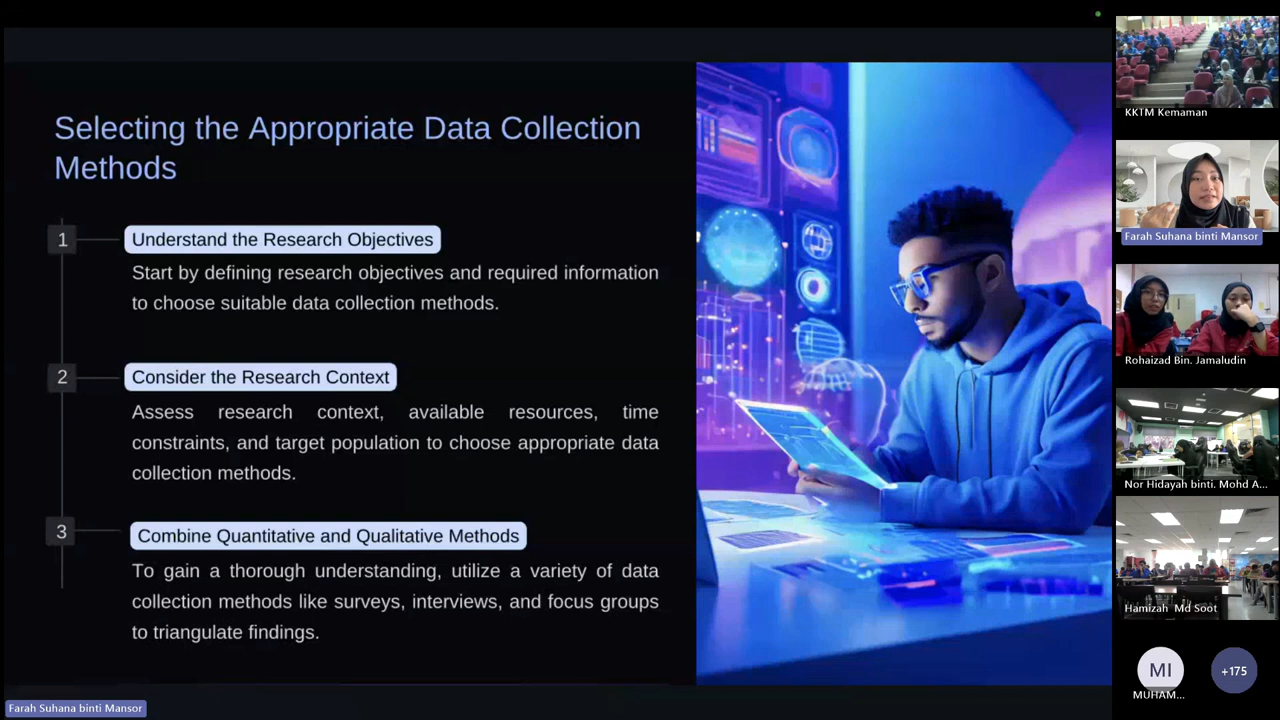 Selecting the Appropriate Data Collection
Methods
1
Understand the Research Objectives
Start by defining research objectives and required information
to choose suitable data collection methods.
2
Consider the Research Context
Assess research context, available resources, time
constraints, and target population to choose appropriate data
collection methods.
3
Combine Quantitative and Qualitative Methods
To gain a thorough understanding, utilize a variety of data
collection methods like surveys, interviews, and focus groups
to triangulate findings.
Farah Suhana binti Mansor
KKTM Kemaman
Farah Suhana binti Mansor
Rohaizad Bin. Jamaludin
Nor Hidayah binti. Mohd A...
Hamizah Md Soot
MI
MUHAM...
+175